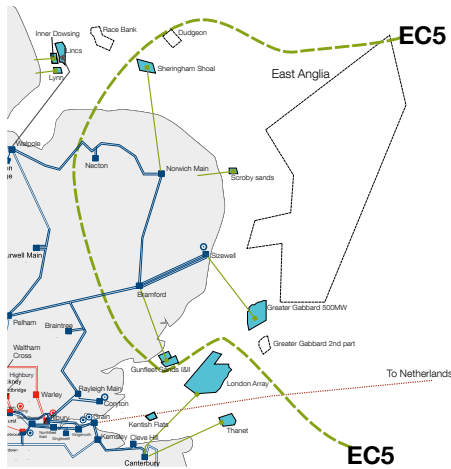 Race Bank
Dudgeon
Inner Dowsing
Lincs
EC5
Lynn
Sheringham Shoal
East Anglia
Walpole
Necton
Norwich Main
Scroby sands
Sizewell
Bramford
Pelham
Greater Gabbard 500MW
Braintree
Greater Gabbard 2nd part
Waltham
Cross
Gunfleet Sands I&II
London Array
To Netherlands
Highbury
Warley
Rayleigh Main
Coryton
Kentish Flats
Thanet
Grain
Kemsley
Cleve Hill
Canterbury
EC5